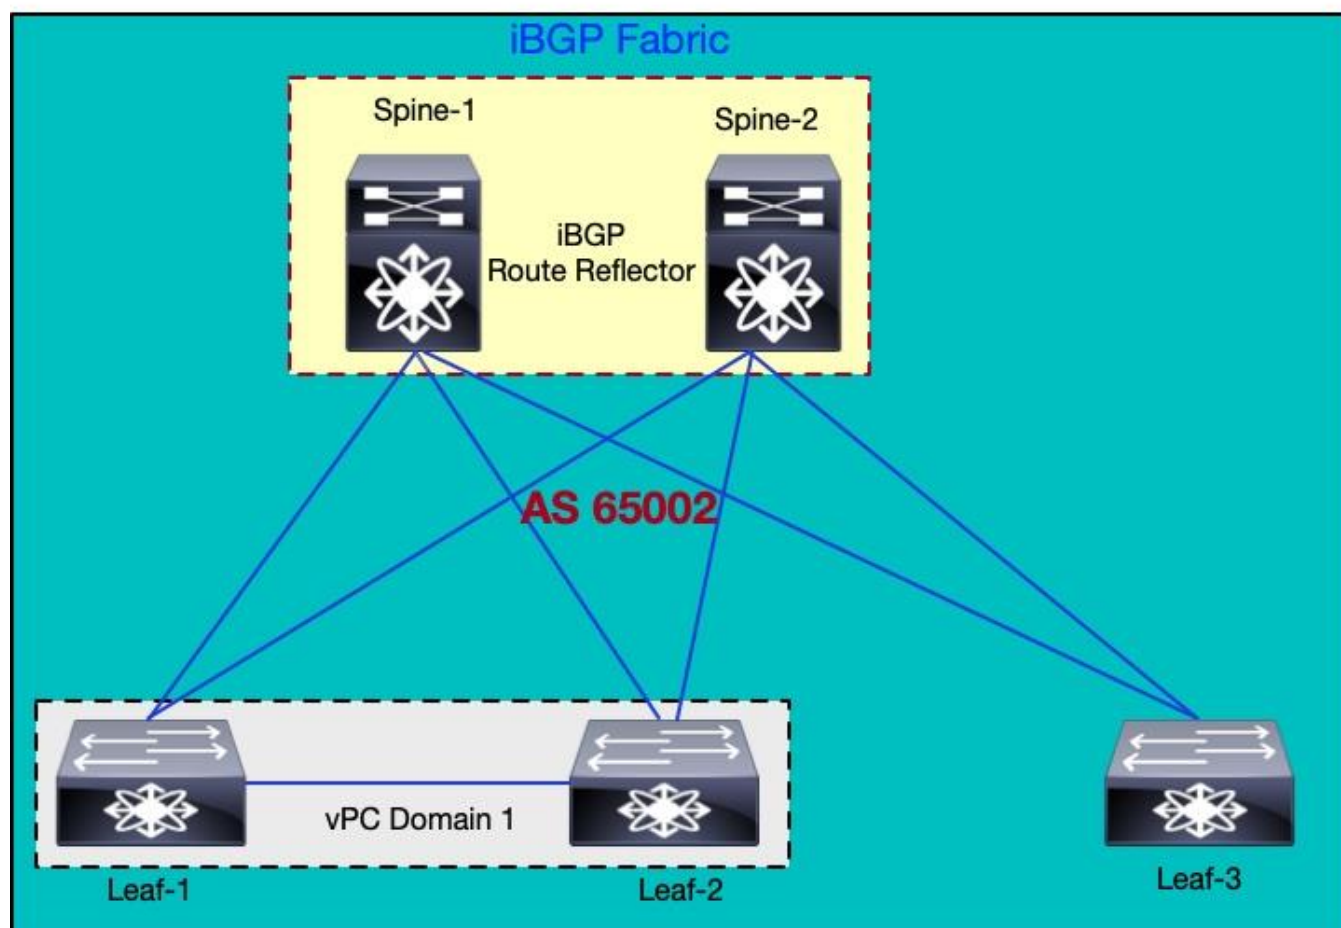 iBGP Fabric
Spine-1
Spine-2
iBGP
Route Reflector
AS 65002
vPC Domain 1
Leaf-1
Leaf-2
Leaf-3